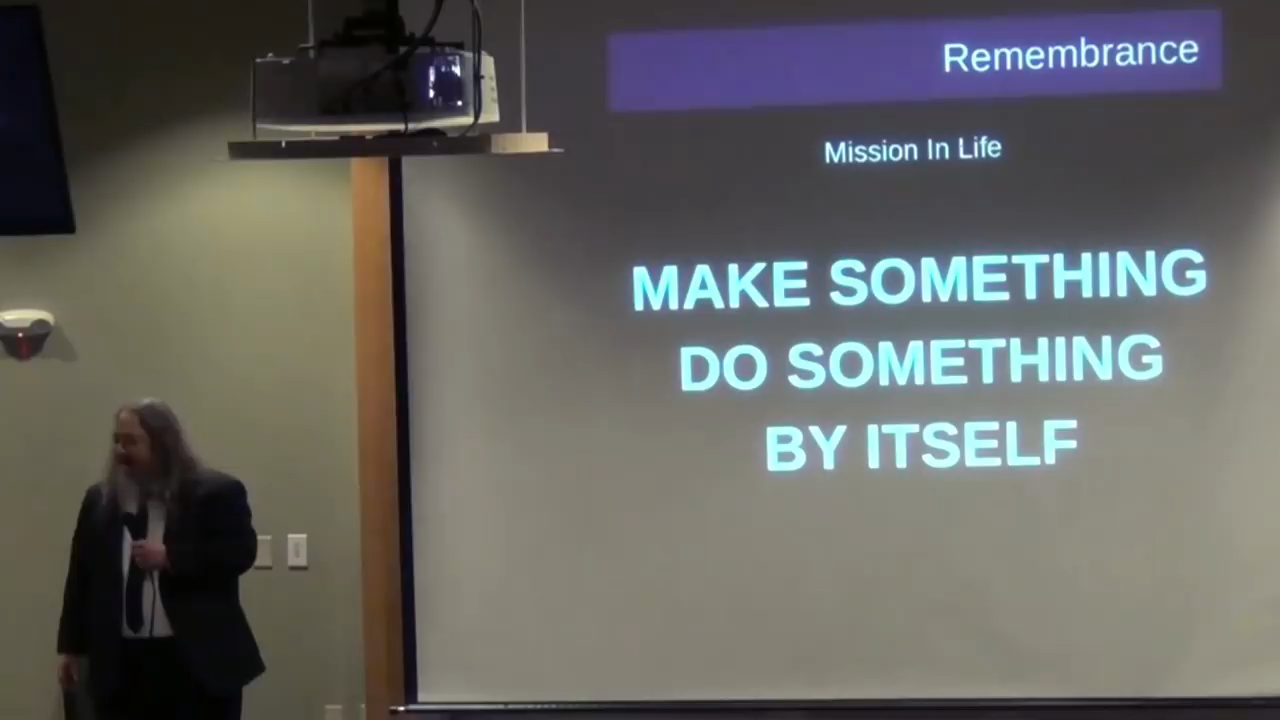 Remembrance
Mission In Life
MAKE SOMETHING
DO SOMETHING
BY ITSELF